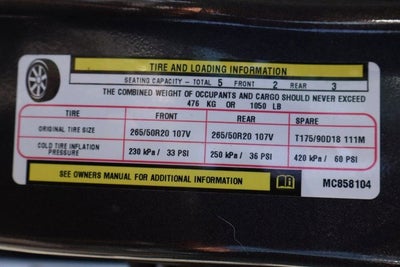 TIRE AND LOADING INFORMATION
SEATING CAPACITY - TOTAL 5 FRONT 2 REAR 3
THE COMBINED WEIGHT OF OCCUPANTS AND CARGO SHOULD NEVER EXCEED
476 KG OR 1050 LB
TIRE FRONT REAR SPARE
ORIGINAL TIRE SIZE 265/50R20 107V 265/50R20 107V T175/90D18 111M
COLD TIRE INFLATION
PRESSURE 230 kPa / 33 PSI 250 kPa / 36 PSI 420 kPa / 60 PSI
SEE OWNERS MANUAL FOR ADDITIONAL INFORMATION
MC858104